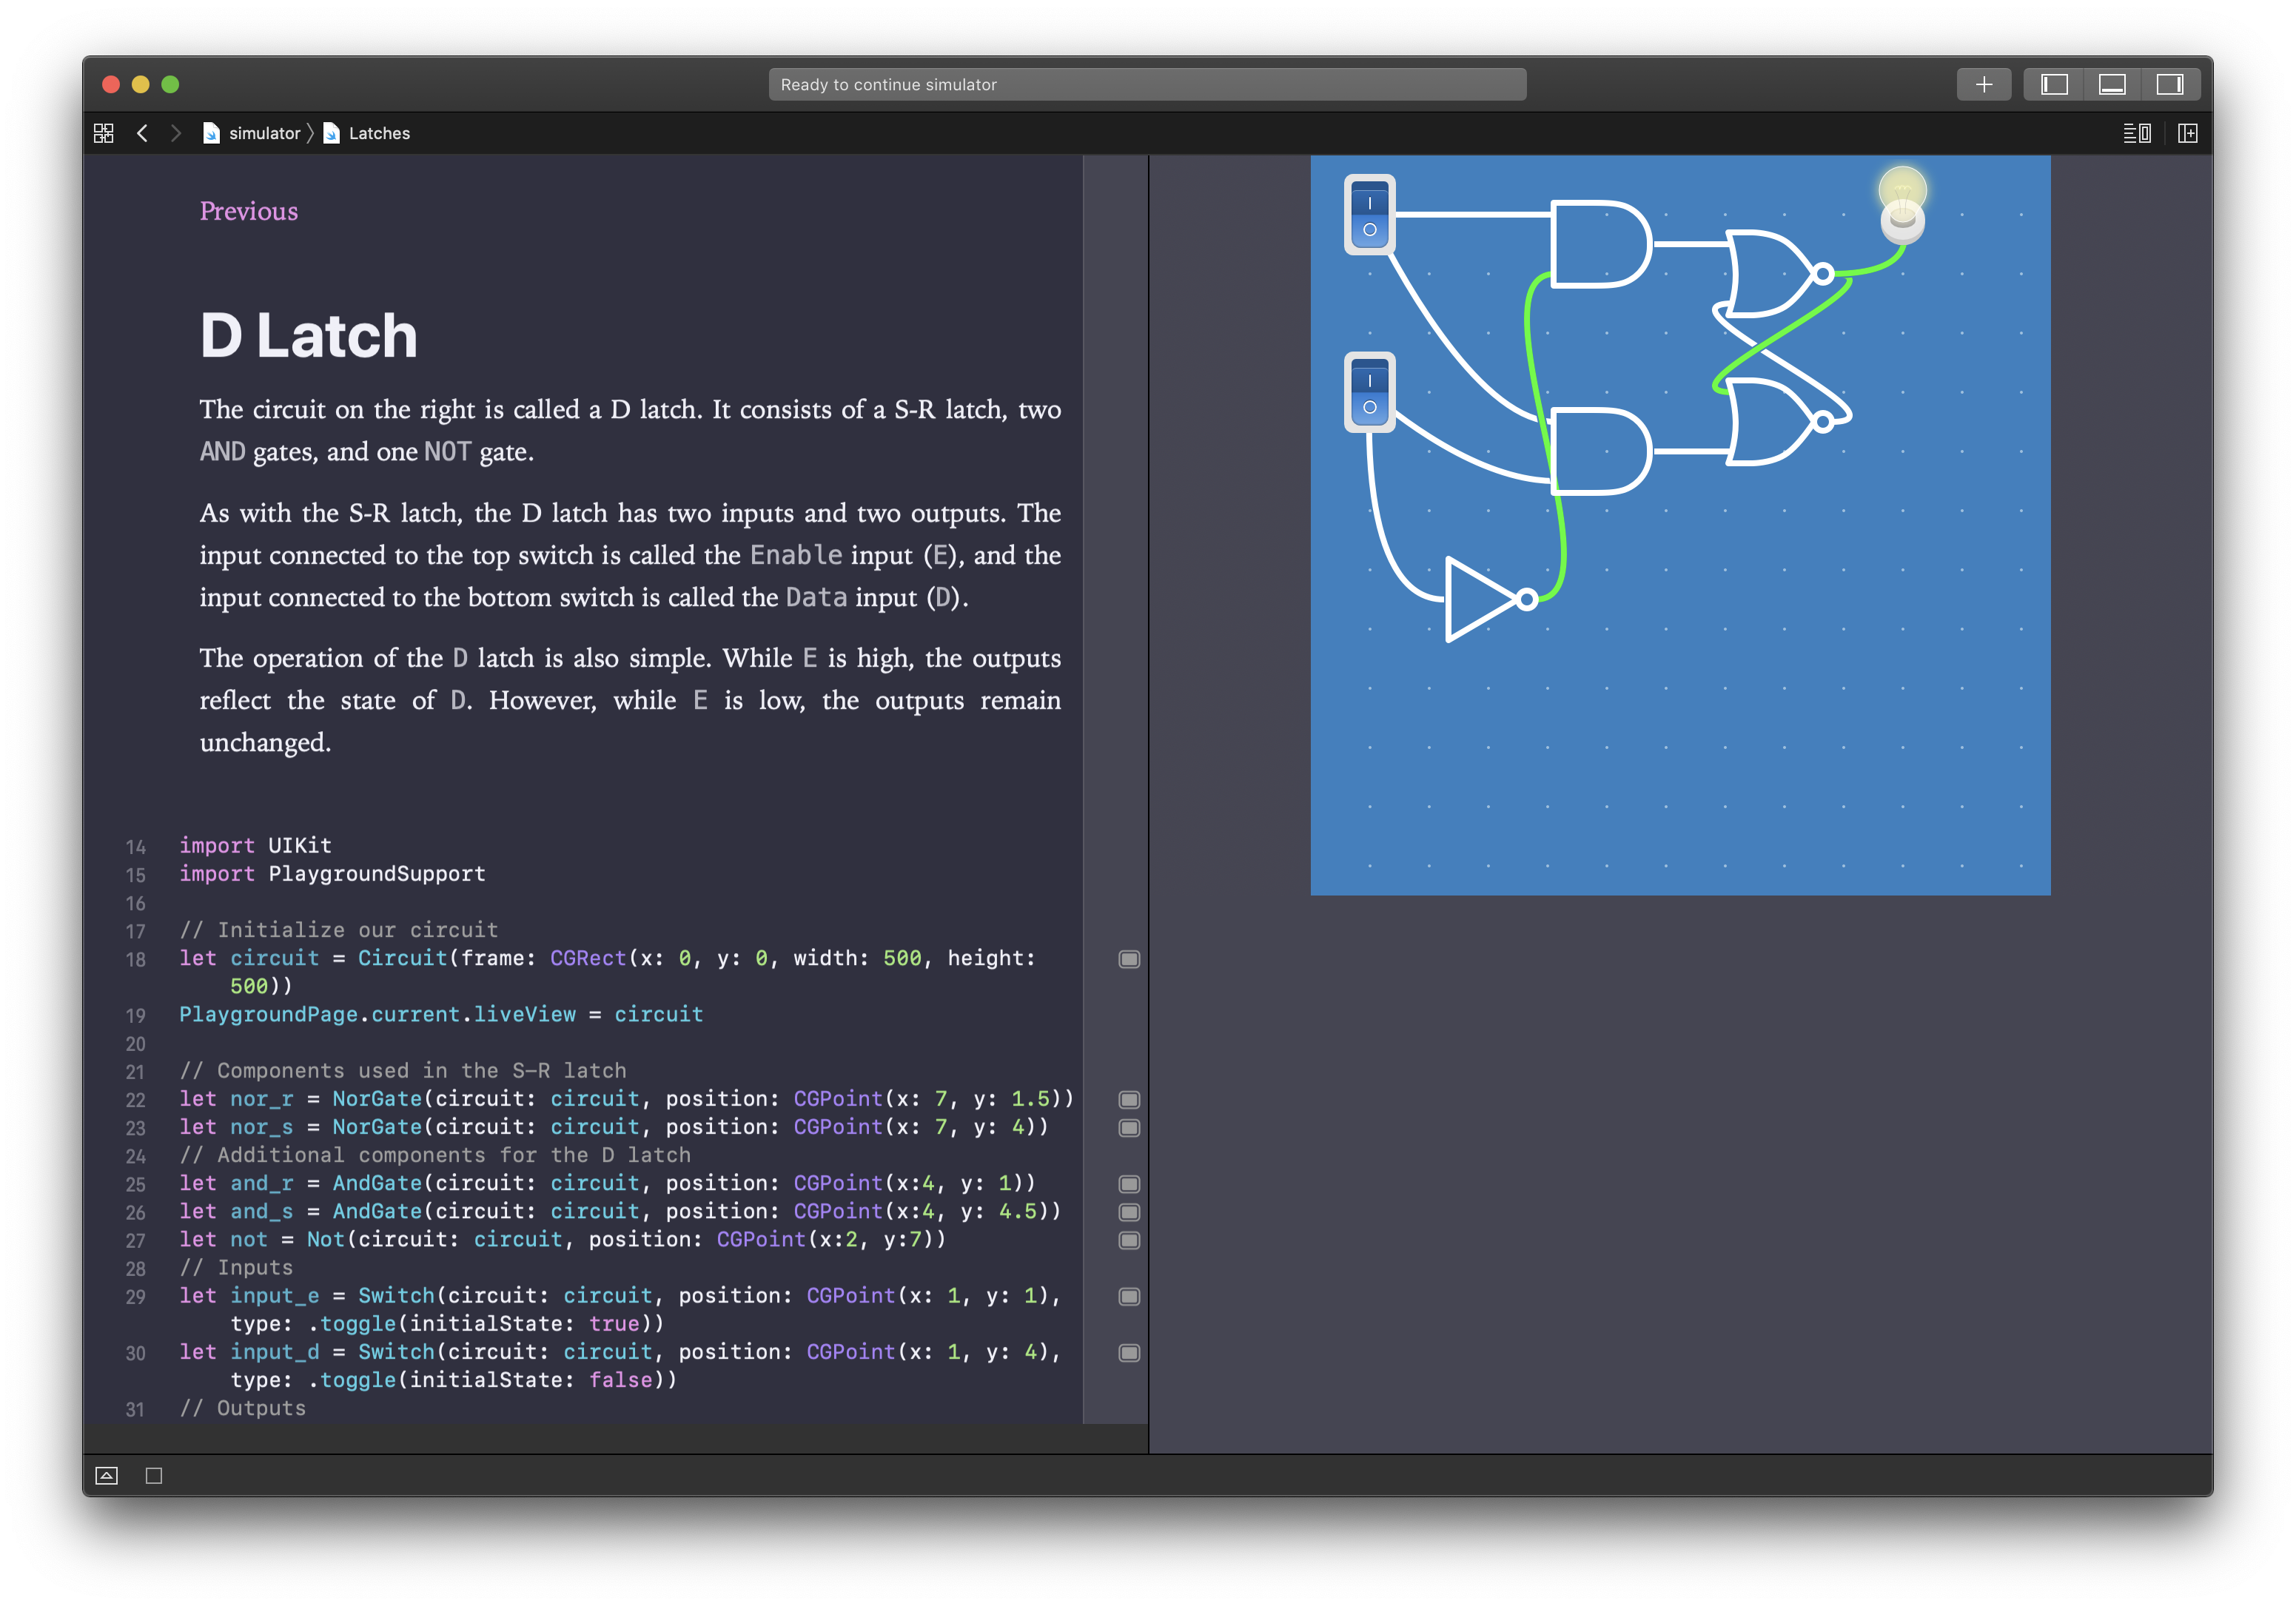 Ready to continue simulator
simulator
Latches
Previous
D Latch
The circuit on the right is called a D latch. It consists of a S-R latch, two
AND gates, and one NOT gate.
As with the S-R latch, the D latch has two inputs and two outputs. The
input connected to the top switch is called the Enable input (E), and the
input connected to the bottom switch is called the Data input (D).
The operation of the D latch is also simple. While E is high, the outputs
reflect the state of D. However, while E is low, the outputs remain
unchanged.
14 import UIKit
15 import PlaygroundSupport
16
17 // Initialize our circuit
18 let circuit = Circuit(frame: CGRect(x: 0, y: 0, width: 500, height:
500))
19 PlaygroundPage.current.liveView = circuit
20
21 // Components used in the S-R latch
22 let nor_r = NorGate(circuit: circuit, position: CGPoint(x: 7, y: 1.5))
23 let nor_s = NorGate(circuit: circuit, position: CGPoint(x: 7, y: 4))
24 // Additional components for the D latch
25 let and_r = AndGate(circuit: circuit, position: CGPoint(x:4, y: 1))
26 let and_s = AndGate(circuit: circuit, position: CGPoint(x:4, y: 4.5))
27 let not = Not(circuit: circuit, position: CGPoint(x:2, y:7))
28 // Inputs
29 let input_e = Switch(circuit: circuit, position: CGPoint(x: 1, y: 1),
type: .toggle(initialState: true))
30 let input_d = Switch(circuit: circuit, position: CGPoint(x: 1, y: 4),
type: .toggle(initialState: false))
31 // Outputs